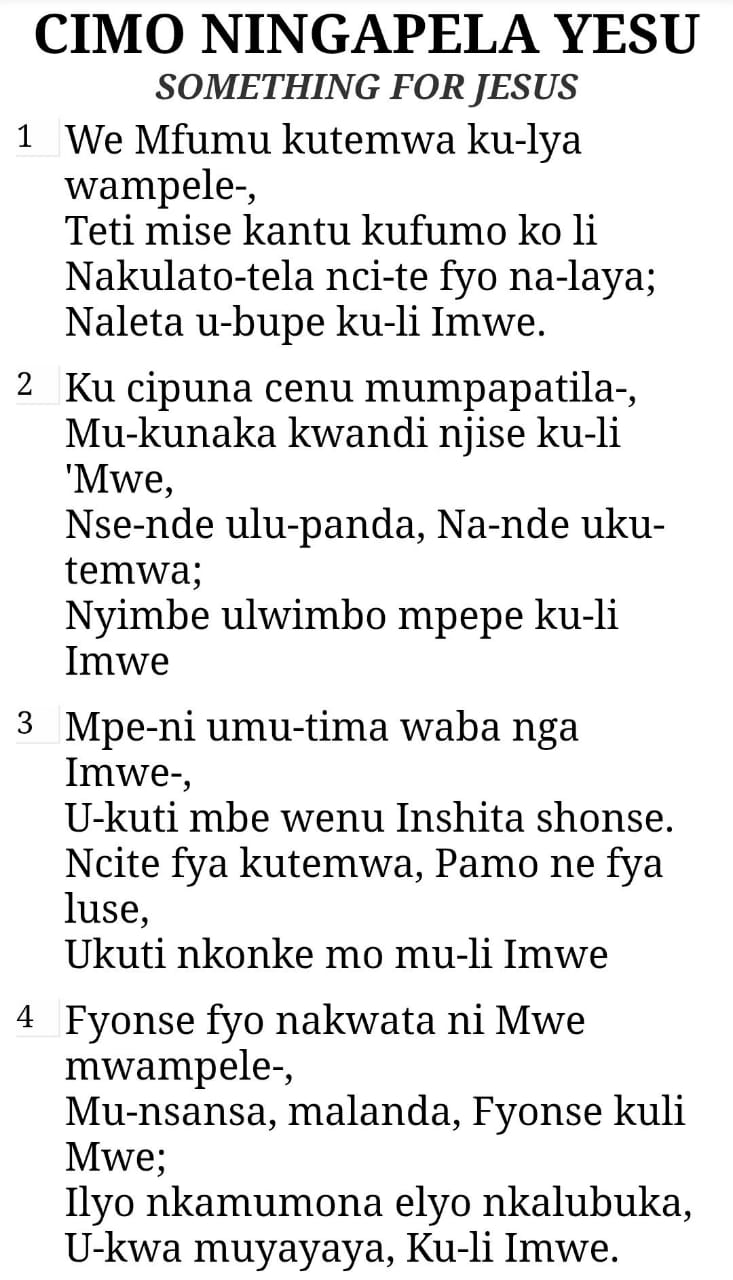 CIMO NINGAPELA YESU
SOMETHING FOR JESUS
1 We Mfumu kutemwa ku-lya
wampele-,
Teti mise kantu kufumo ko li
Nakulato-tela nci-te fyo na-laya;
Naleta u-bupe ku-li Imwe.
2 Ku cipuna cenu mumpapatila-,
Mu-kunaka kwandi njise ku-li
'Mwe,
Nse-nde ulu-panda, Na-nde uku-
temwa;
Nyimbe ulwimbo mpepe ku-li
Imwe
3 Mpe-ni umu-tima waba nga
Imwe-,
U-kuti mbe wenu Inshita shonse.
Ncite fya kutemwa, Pamo ne fya
luse,
Ukuti nkonke mo mu-li Imwe
4 Fyonse fyo nakwata ni Mwe
mwampele-,
Mu-nsansa, malanda, Fyonse kuli
Mwe;
Ilyo nkamumona elyo nkalubuka,
U-kwa muyayaya, Ku-li Imwe.